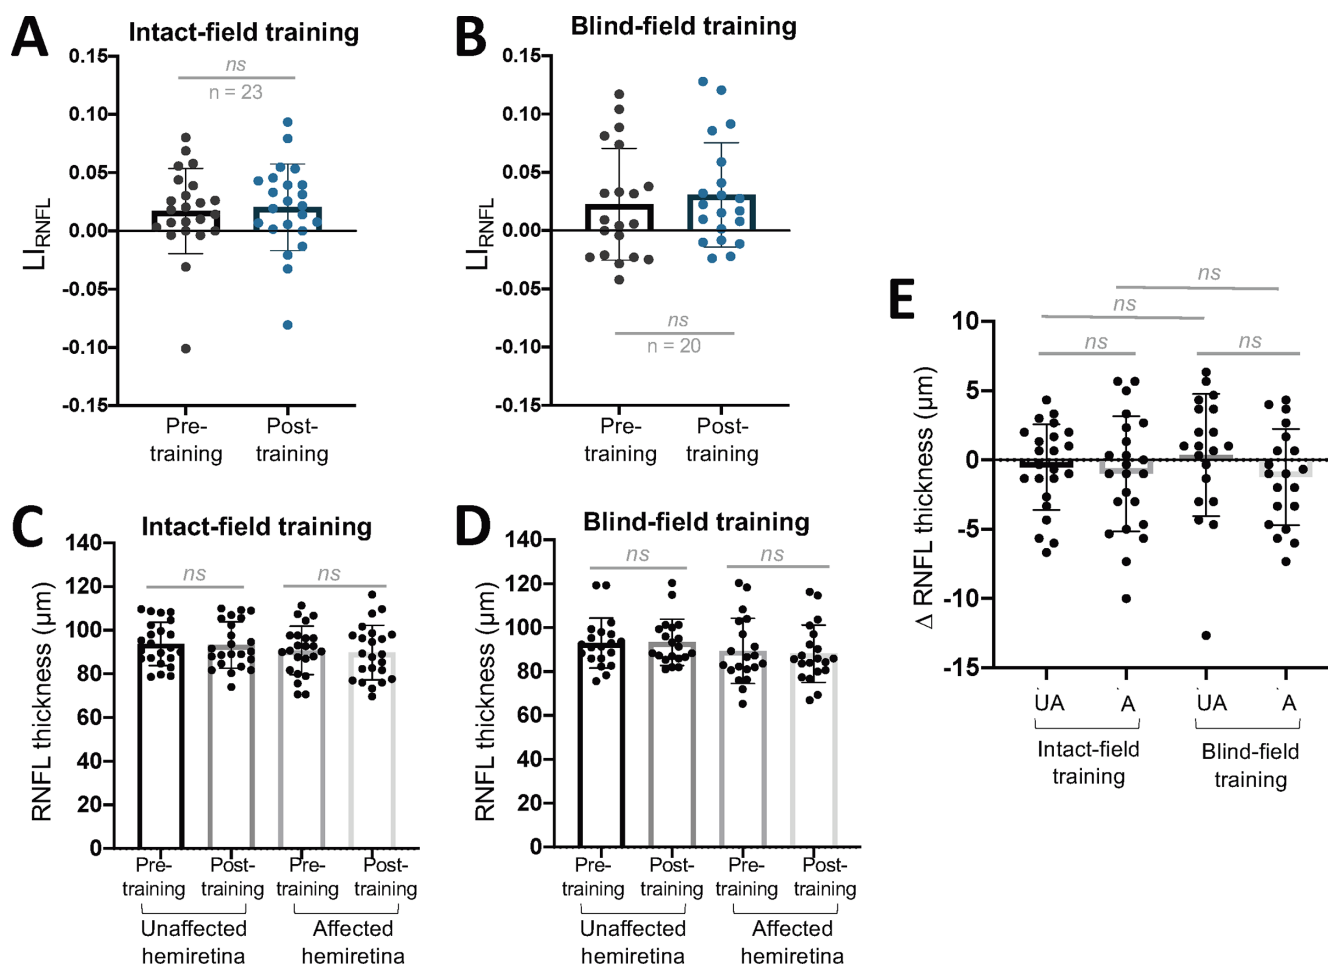 A
Intact-field training
0.15
0.10
0.05
0.00
-0.05
-0.10
-0.15
LIRNFL
ns
n = 23
Pre-
training
Post-
training
B
Blind-field training
0.15
0.10
0.05
0.00
-0.05
-0.10
-0.15
LIRNFL
ns
n = 20
Pre-
training
Post-
training
C
Intact-field training
140
120
100
80
60
40
20
0
RNFL thickness (μm)
ns
ns
Pre-
training
Post-
training
Pre-
training
Post-
training
Unaffected
hemiretina
Affected
hemiretina
D
Blind-field training
140
120
100
80
60
40
20
0
RNFL thickness (μm)
ns
ns
Pre-
training
Post-
training
Pre-
training
Post-
training
Unaffected
hemiretina
Affected
hemiretina
E
10
5
0
-5
-10
-15
Δ RNFL thickness (μm)
ns
ns
ns
ns
UA
A
UA
A
Intact-field
training
Blind-field
training